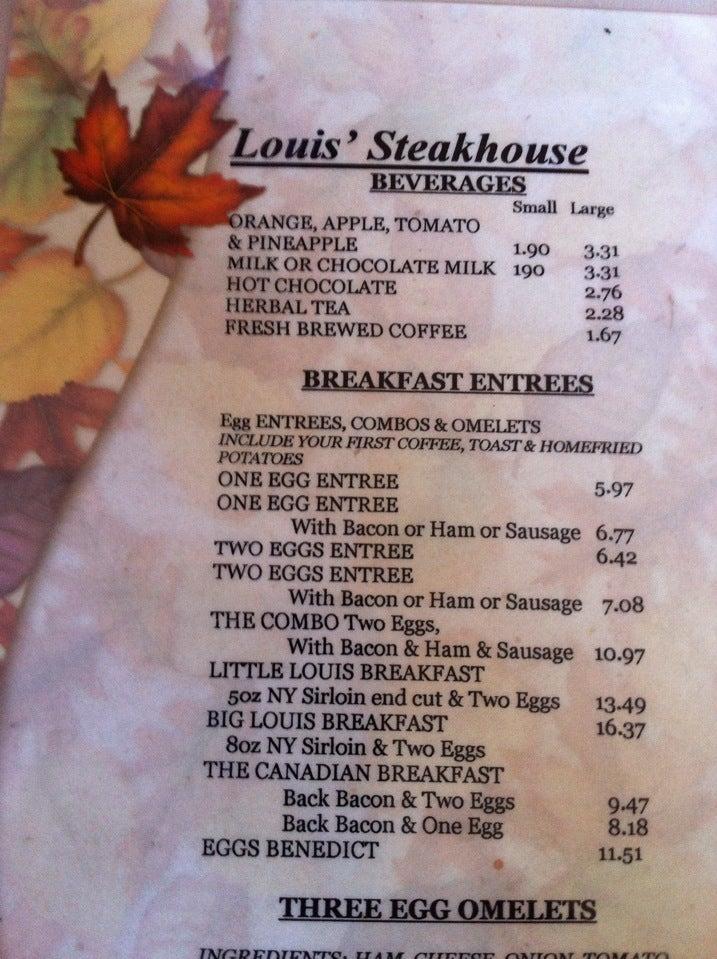 Louis' Steakhouse
BEVERAGES
Small Large
ORANGE, APPLE, TOMATO
& PINEAPPLE 1.90 3.31
MILK OR CHOCOLATE MILK 190 3.31
HOT CHOCOLATE 2.76
HERBAL TEA 2.28
FRESH BREWED COFFEE 1.67
BREAKFAST ENTREES
Egg ENTREES, COMBOS & OMELETS
INCLUDE YOUR FIRST COFFEE, TOAST & HOMEFRIED
POTATOES
ONE EGG ENTREE 5.97
ONE EGG ENTREE
With Bacon or Ham or Sausage 6.77
TWO EGGS ENTREE 6.42
TWO EGGS ENTREE
With Bacon or Ham or Sausage 7.08
THE COMBO Two Eggs,
With Bacon & Ham & Sausage 10.97
LITTLE LOUIS BREAKFAST
5oz NY Sirloin end cut & Two Eggs 13.49
BIG LOUIS BREAKFAST 16.37
8oz NY Sirloin & Two Eggs
THE CANADIAN BREAKFAST
Back Bacon & Two Eggs 9.47
Back Bacon & One Egg 8.18
EGGS BENEDICT 11.51
THREE EGG OMELETS
INGREDIENTS: HAM, CHEESE, ONION, TOMATO